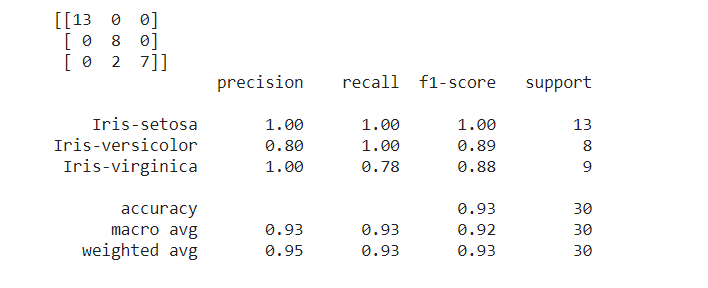 [[13 0 0]
[ 0 8 0]
[ 0 2 7]]
precision recall f1-score support
Iris-setosa 1.00 1.00 1.00 13
Iris-versicolor 0.80 1.00 0.89 8
Iris-virginica 1.00 0.78 0.88 9
accuracy 0.93 30
macro avg 0.93 0.93 0.92 30
weighted avg 0.95 0.93 0.93 30